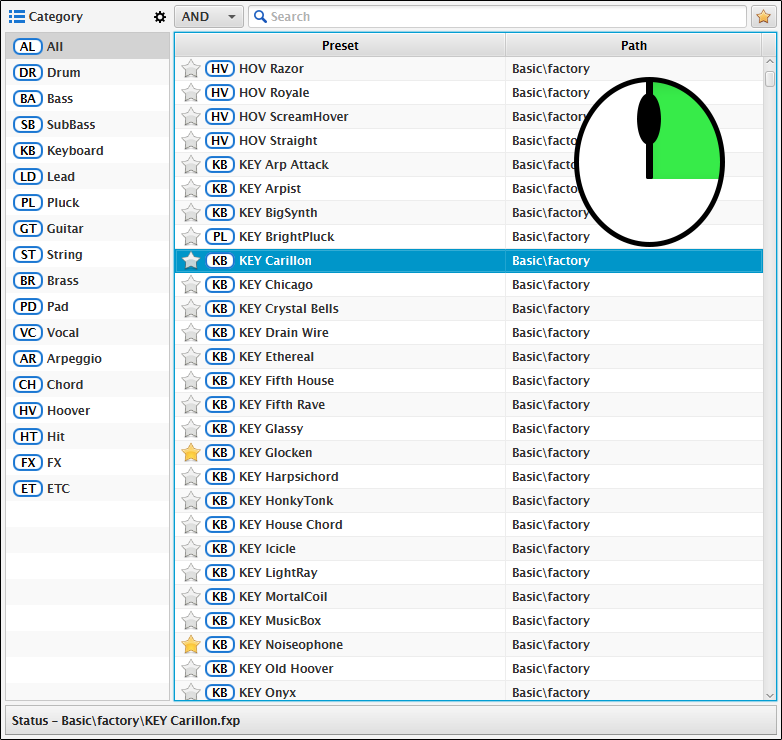 Category
AND
Search
AL All
DR Drum
BA Bass
SB SubBass
KB Keyboard
LD Lead
PL Pluck
GT Guitar
ST String
BR Brass
PD Pad
VC Vocal
AR Arpeggio
CH Chord
HV Hoover
HT Hit
FX FX
ET ETC
Preset Path
HV HOV Razor Basic\factory
HV HOV Royale Basic\factory
HV HOV ScreamHover Basic\factory
HV HOV Straight Basic\factory
KB KEY Arp Attack Basic\factory
KB KEY Arpist Basic\factory
KB KEY BigSynth Basic\factory
PL KEY BrightPluck Basic\factory
KB KEY Carillon Basic\factory
KB KEY Chicago Basic\factory
KB KEY Crystal Bells Basic\factory
KB KEY Drain Wire Basic\factory
KB KEY Ethereal Basic\factory
KB KEY Fifth House Basic\factory
KB KEY Fifth Rave Basic\factory
KB KEY Glassy Basic\factory
KB KEY Glocken Basic\factory
KB KEY Harpsichord Basic\factory
KB KEY HonkyTonk Basic\factory
KB KEY House Chord Basic\factory
KB KEY Icicle Basic\factory
KB KEY LightRay Basic\factory
KB KEY MortalCoil Basic\factory
KB KEY MusicBox Basic\factory
KB KEY Noiseophone Basic\factory
KB KEY Old Hoover Basic\factory
KB KEY Onyx Basic\factory
Status – Basic\factory\KEY Carillon.fxp